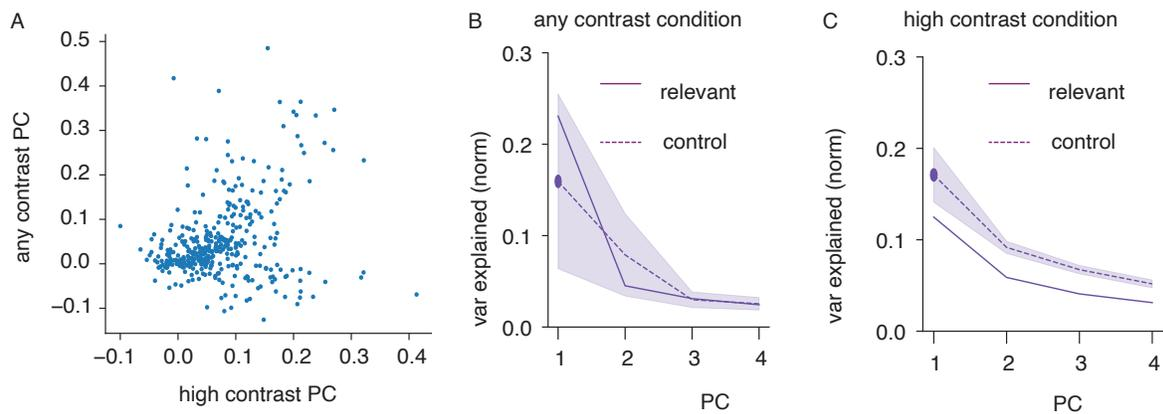 A
any contrast PC
0.5
0.4
0.3
0.2
0.1
0.0
−0.1
−0.1 0.0 0.1 0.2 0.3 0.4
high contrast PC
B
any contrast condition
var explained (norm)
0.3
0.2
0.1
0.0
relevant
control
1 2 3 4
PC
C
high contrast condition
var explained (norm)
0.3
0.2
0.1
0.0
relevant
control
1 2 3 4
PC